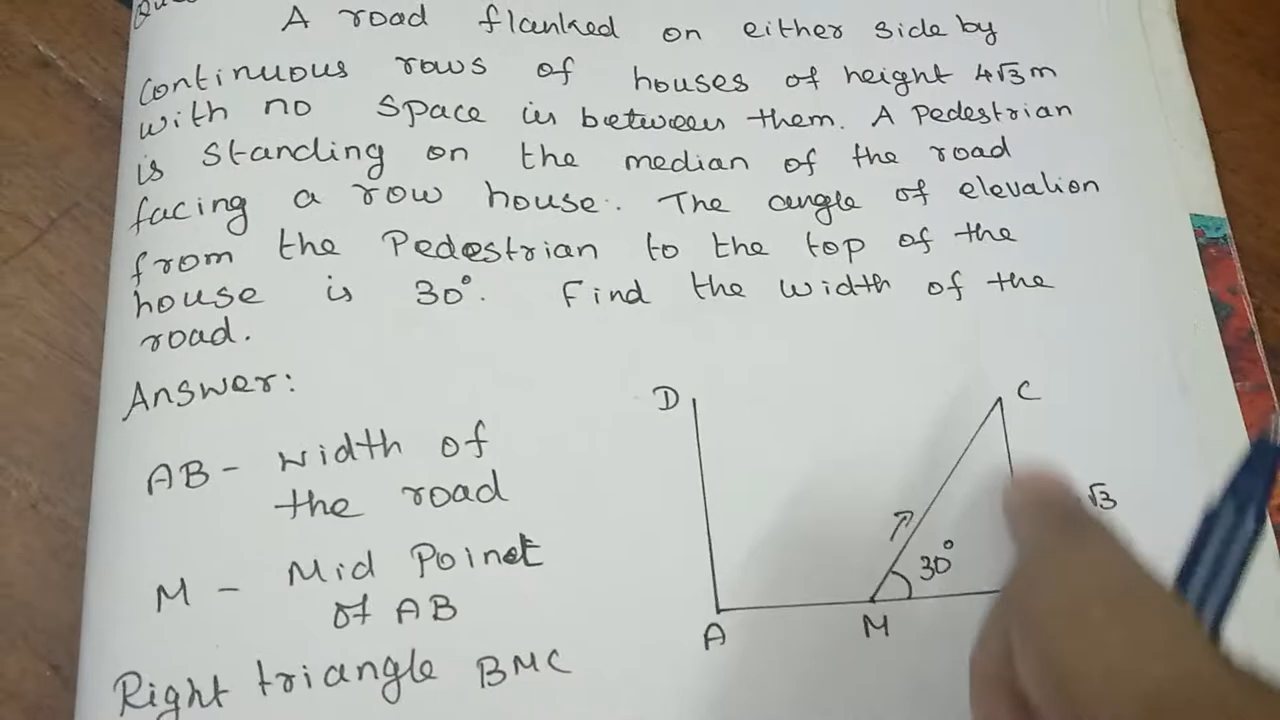 A road flanked on either side by
continuous rows of houses of height 4√3m
with no space in between them. A Pedestrian
is standing on the median of the road
facing a row house. The angle of elevation
from the Pedestrian to the top of the
house is 30°. Find the width of the
road.
Answer:
D
C
AB - width of
the road
√3
30°
M - Mid Point
of AB
A
M
Right triangle BMC